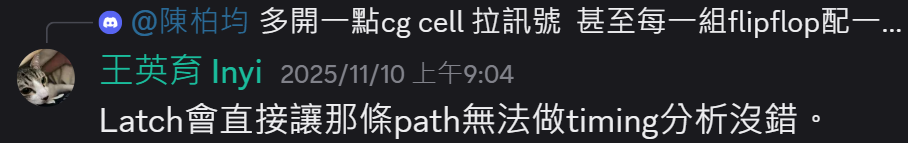 @陳柏均 多開一點cg cell 拉訊號 甚至每一組flipflop配一...
王英育 Inyi 2025/11/10 上午9:04
Latch會直接讓那條path無法做timing分析沒錯。